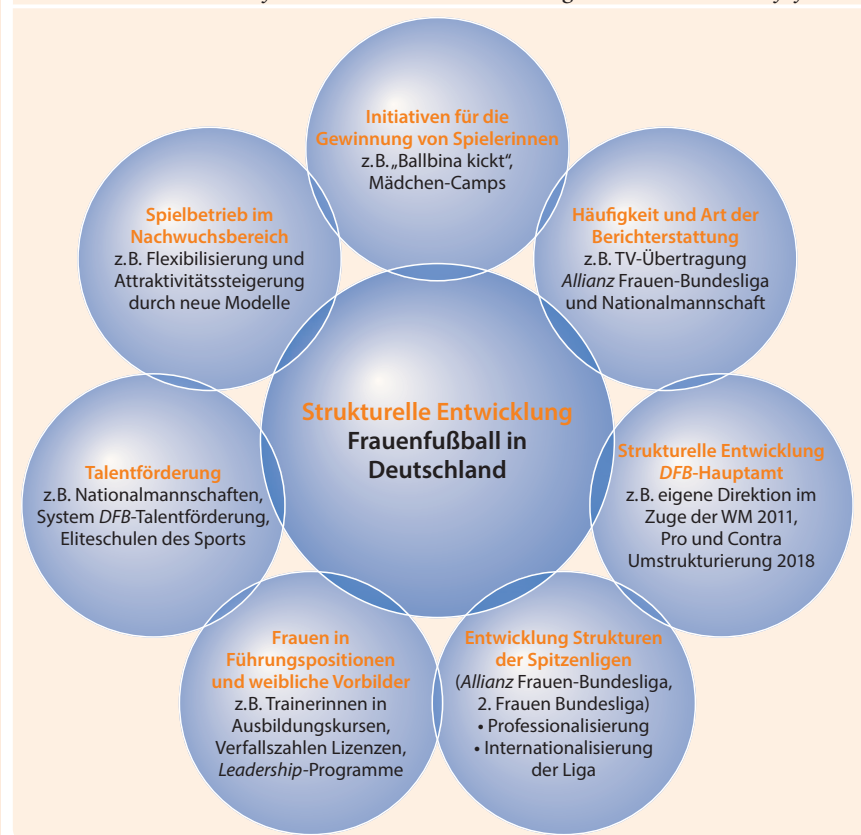 Initiativen für die
Gewinnung von Spielerinnen
z.B. „Ballbina kickt“,
Mädchen-Camps
Häufigkeit und Art der
Berichterstattung
z.B. TV-Übertragung
Allianz Frauen-Bundesliga
und Nationalmannschaft
Strukturelle Entwicklung
DFB-Hauptamt
z.B. eigene Direktion im
Zuge der WM 2011,
Pro und Contra
Umstrukturierung 2018
Entwicklung Strukturen
der Spitzenligen
(Allianz Frauen-Bundesliga,
2. Frauen Bundesliga)
• Professionalisierung
• Internationalisierung
der Liga
Frauen in
Führungspositionen
und weibliche Vorbilder
z.B. Trainerinnen in
Ausbildungskursen,
Verfallszahlen Lizenzen,
Leadership-Programme
Talentförderung
z.B. Nationalmannschaften,
System DFB-Talentförderung,
Eliteschulen des Sports
Spielbetrieb im
Nachwuchsbereich
z.B. Flexibilisierung und
Attraktivitätssteigerung
durch neue Modelle
Strukturelle Entwicklung
Frauenfußball in
Deutschland